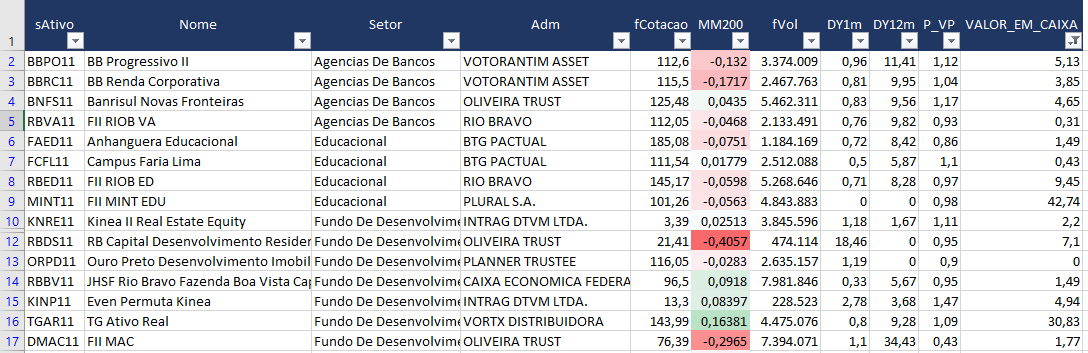 sAtivo Nome Setor Adm fCotacao MM200 fVol DY1m DY12m P_VP VALOR_EM_CAIXA
1
2 BBPO11 BB Progressivo II Agencias De Bancos VOTORANTIM ASSET 112,6 -0,132 3.374.009 0,96 11,41 1,12 5,13
3 BBRC11 BB Renda Corporativa Agencias De Bancos VOTORANTIM ASSET 115,5 -0,1717 2.467.763 0,81 9,95 1,04 3,85
4 BNFS11 Banrisul Novas Fronteiras Agencias De Bancos OLIVEIRA TRUST 125,48 0,0435 5.462.311 0,83 9,56 1,17 4,65
5 RBVA11 FII RIOB VA Agencias De Bancos RIO BRAVO 112,05 -0,0468 2.133.491 0,76 9,82 0,93 0,31
6 FAED11 Anhanguera Educacional Educacional BTG PACTUAL 185,08 -0,0751 1.184.169 0,72 8,42 0,86 1,49
7 FCFL11 Campus Faria Lima Educacional BTG PACTUAL 111,54 0,01779 2.512.088 0,5 5,87 1,1 0,43
8 RBED11 FII RIOB ED Educacional RIO BRAVO 145,17 -0,0598 5.268.646 0,71 8,28 0,97 9,45
9 MINT11 FII MINT EDU Educacional PLURAL S.A. 101,26 -0,0563 4.843.883 0 0 0,98 42,74
10 KNRE11 Kinea II Real Estate Equity Fundo De Desenvolvime INTRAG DTVM LTDA. 3,39 0,02513 3.845.596 1,18 1,67 1,11 2,2
12 RBDS11 RB Capital Desenvolvimento Resider Fundo De Desenvolvime OLIVEIRA TRUST 21,41 -0,4057 474.114 18,46 0 0,95 7,1
13 ORPD11 Ouro Preto Desenvolvimento Imobil Fundo De Desenvolvime PLANNER TRUSTEE 116,05 -0,0283 2.635.157 1,19 0 0,9 0
14 RBBV11 JHSF Rio Bravo Fazenda Boa Vista Cap Fundo De Desenvolvime CAIXA ECONOMICA FEDERA 96,5 0,0918 7.981.846 0,33 5,67 0,95 1,49
15 KINP11 Even Permuta Kinea Fundo De Desenvolvime INTRAG DTVM LTDA. 13,3 0,08397 228.523 2,78 3,68 1,47 4,94
16 TGAR11 TG Ativo Real Fundo De Desenvolvime VORTX DISTRIBUIDORA 143,99 0,16381 4.475.076 0,8 9,28 1,09 30,83
17 DMAC11 FII MAC Fundo De Desenvolvime OLIVEIRA TRUST 76,39 -0,2965 7.394.071 1,1 34,43 0,43 1,77